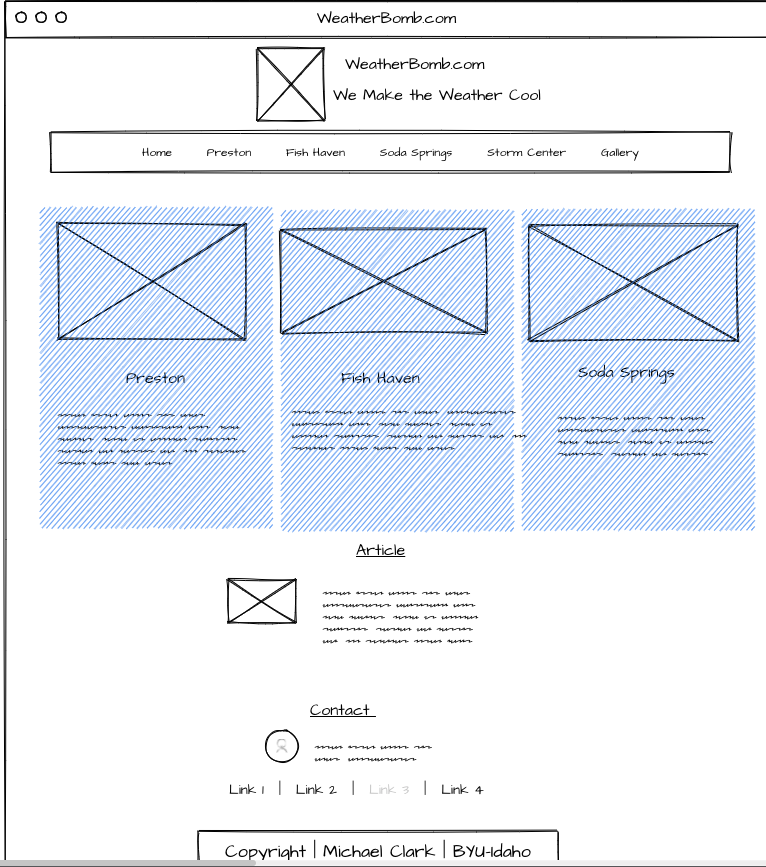 WeatherBomb.com
WeatherBomb.com
We Make the Weather Cool
Home Preston Fish Haven Soda Springs Storm Center Gallery
Preston
Fish Haven
Soda Springs
Article
Contact
Link 1 | Link 2 | Link 3 | Link 4
Copyright | Michael Clark | BYU-Idaho